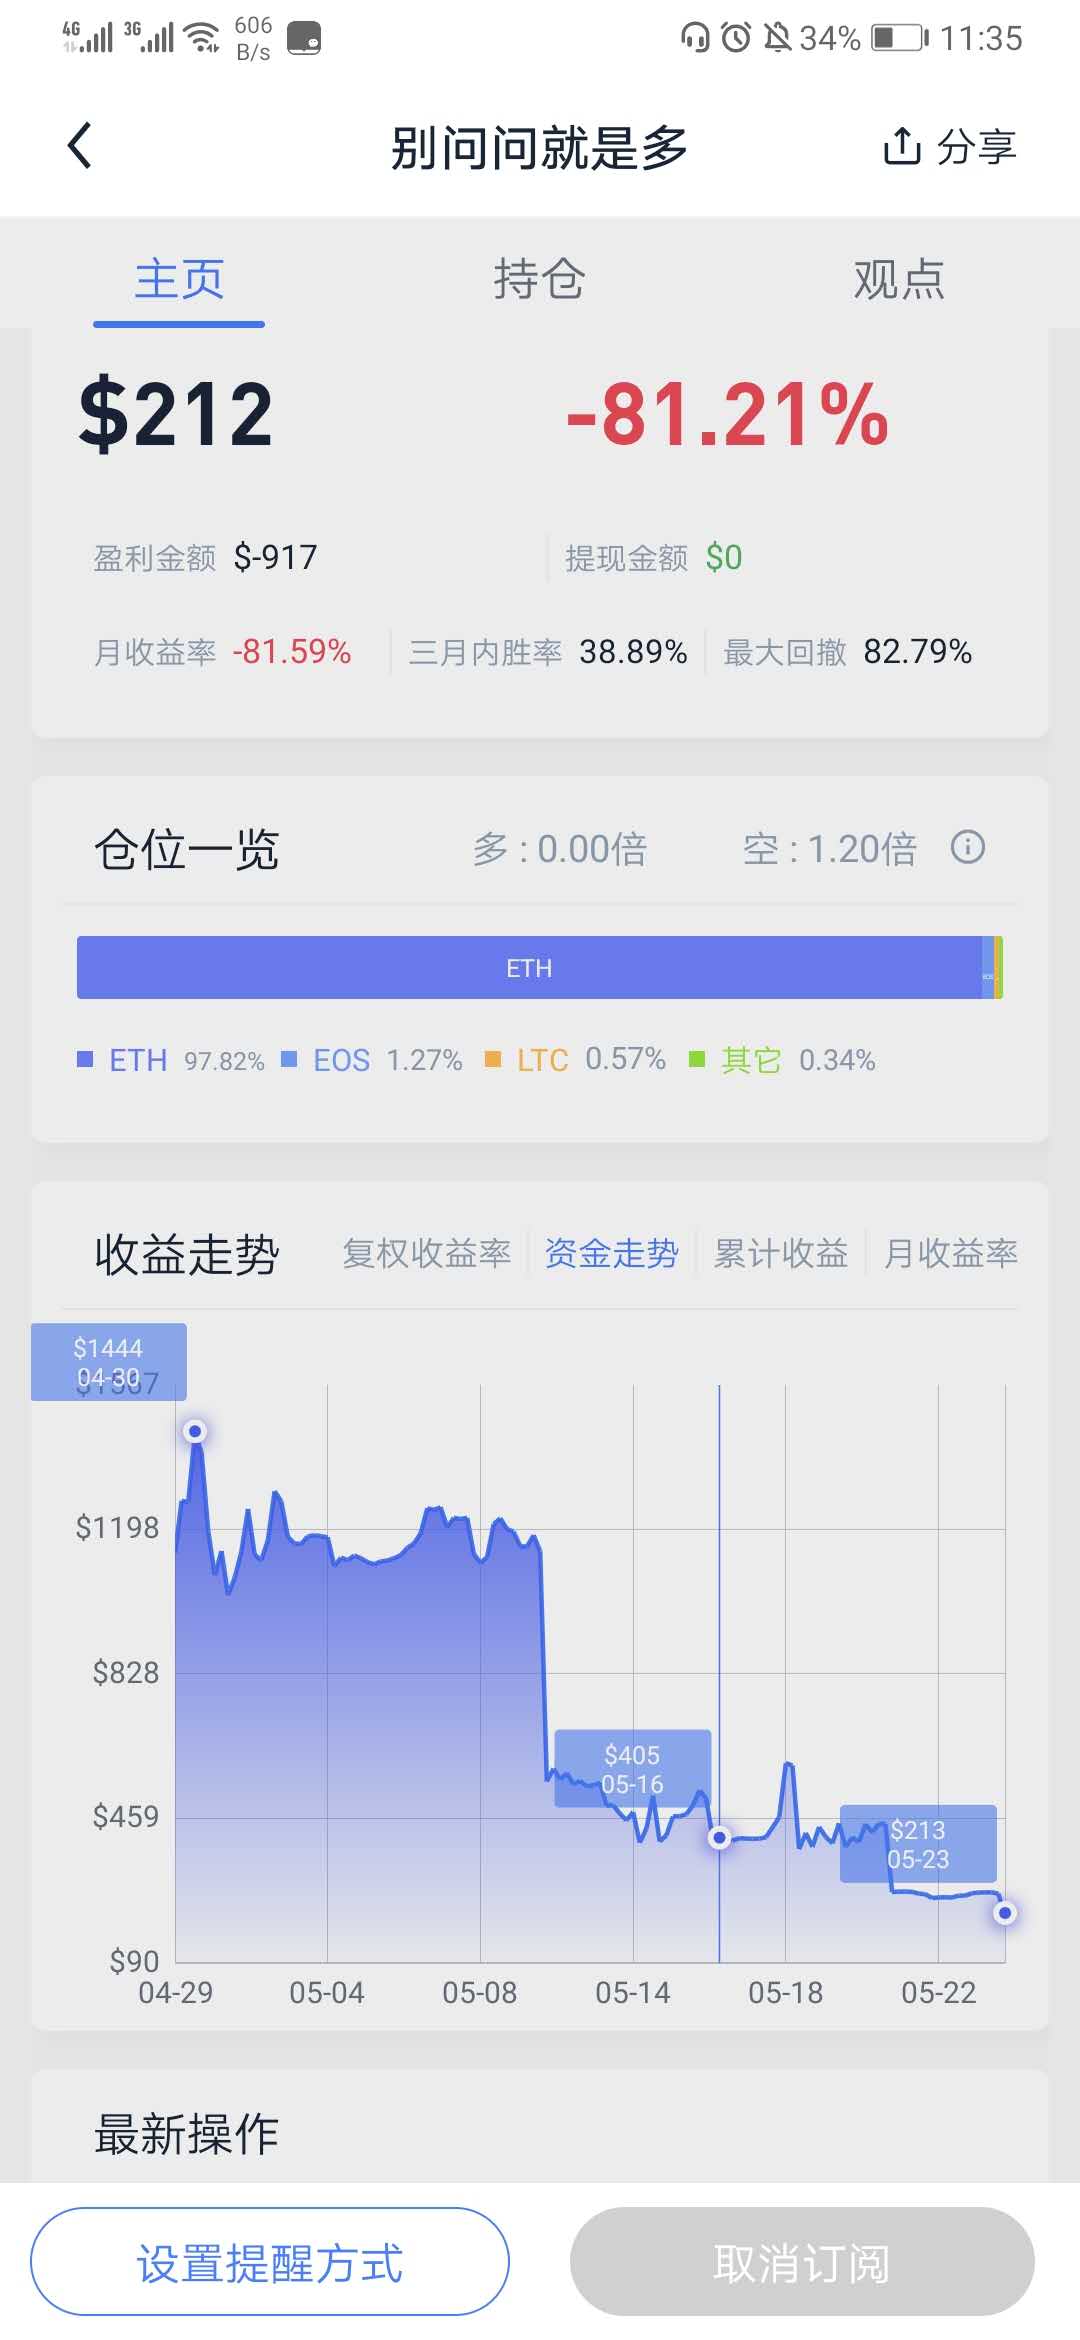 4G 3G 606 B/s 34% 11:35
别问问就是多 分享
主页 持仓 观点
$212 -81.21%
盈利金额 $-917 提现金额 $0
月收益率 -81.59% 三月内胜率 38.89% 最大回撤 82.79%
仓位一览 多 : 0.00倍 空 : 1.20倍
ETH
ETH 97.82% EOS 1.27% LTC 0.57% 其它 0.34%
收益走势 复权收益率 资金走势 累计收益 月收益率
$1444
04-30
$1198
$828
$405
05-16
$459
$213
05-23
$90
04-29 05-04 05-08 05-14 05-18 05-22
最新操作
设置提醒方式 取消订阅